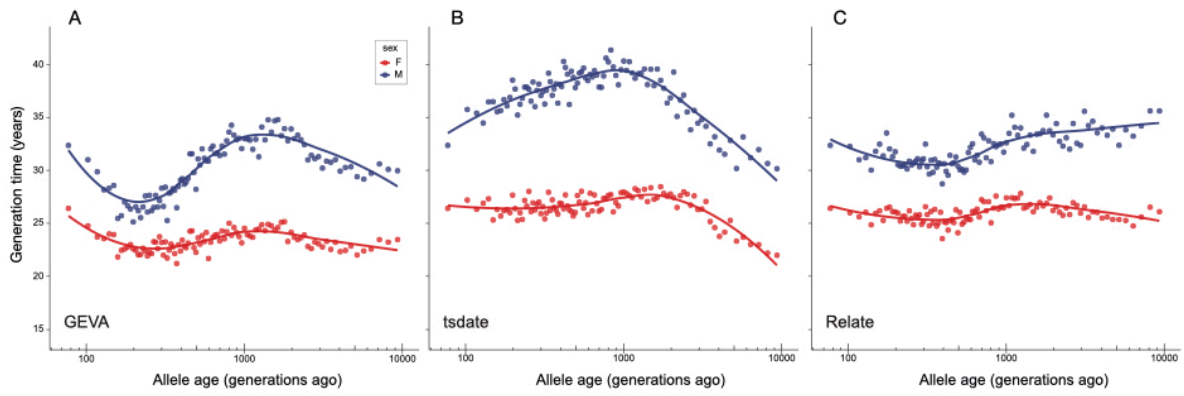 A
B
C
sex
F
M
Generation time (years)
40
35
30
25
20
15
GEVA
tsdate
Relate
100
1000
10000
100
1000
10000
100
1000
10000
Allele age (generations ago)
Allele age (generations ago)
Allele age (generations ago)